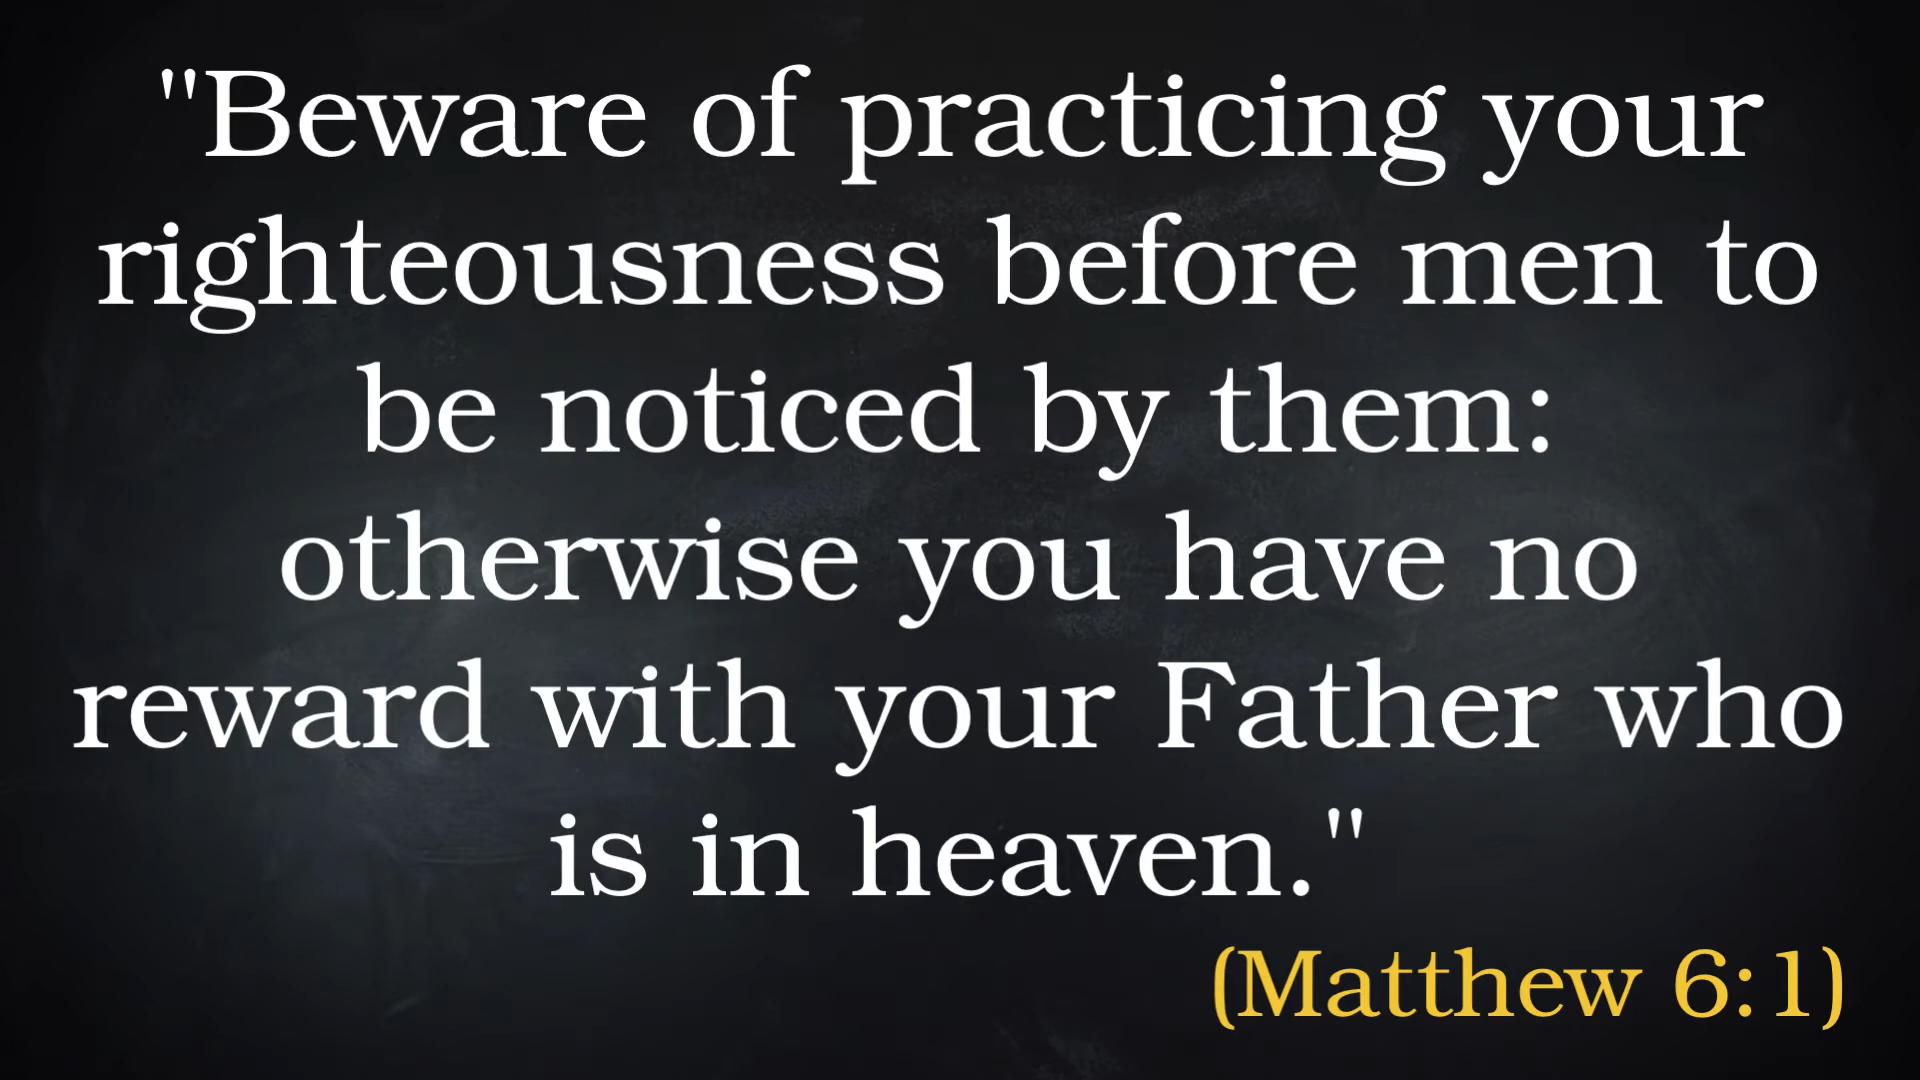 "Beware of practicing your
righteousness before men to
be noticed by them:
otherwise you have no
reward with your Father who
is in heaven."
(Matthew 6:1)